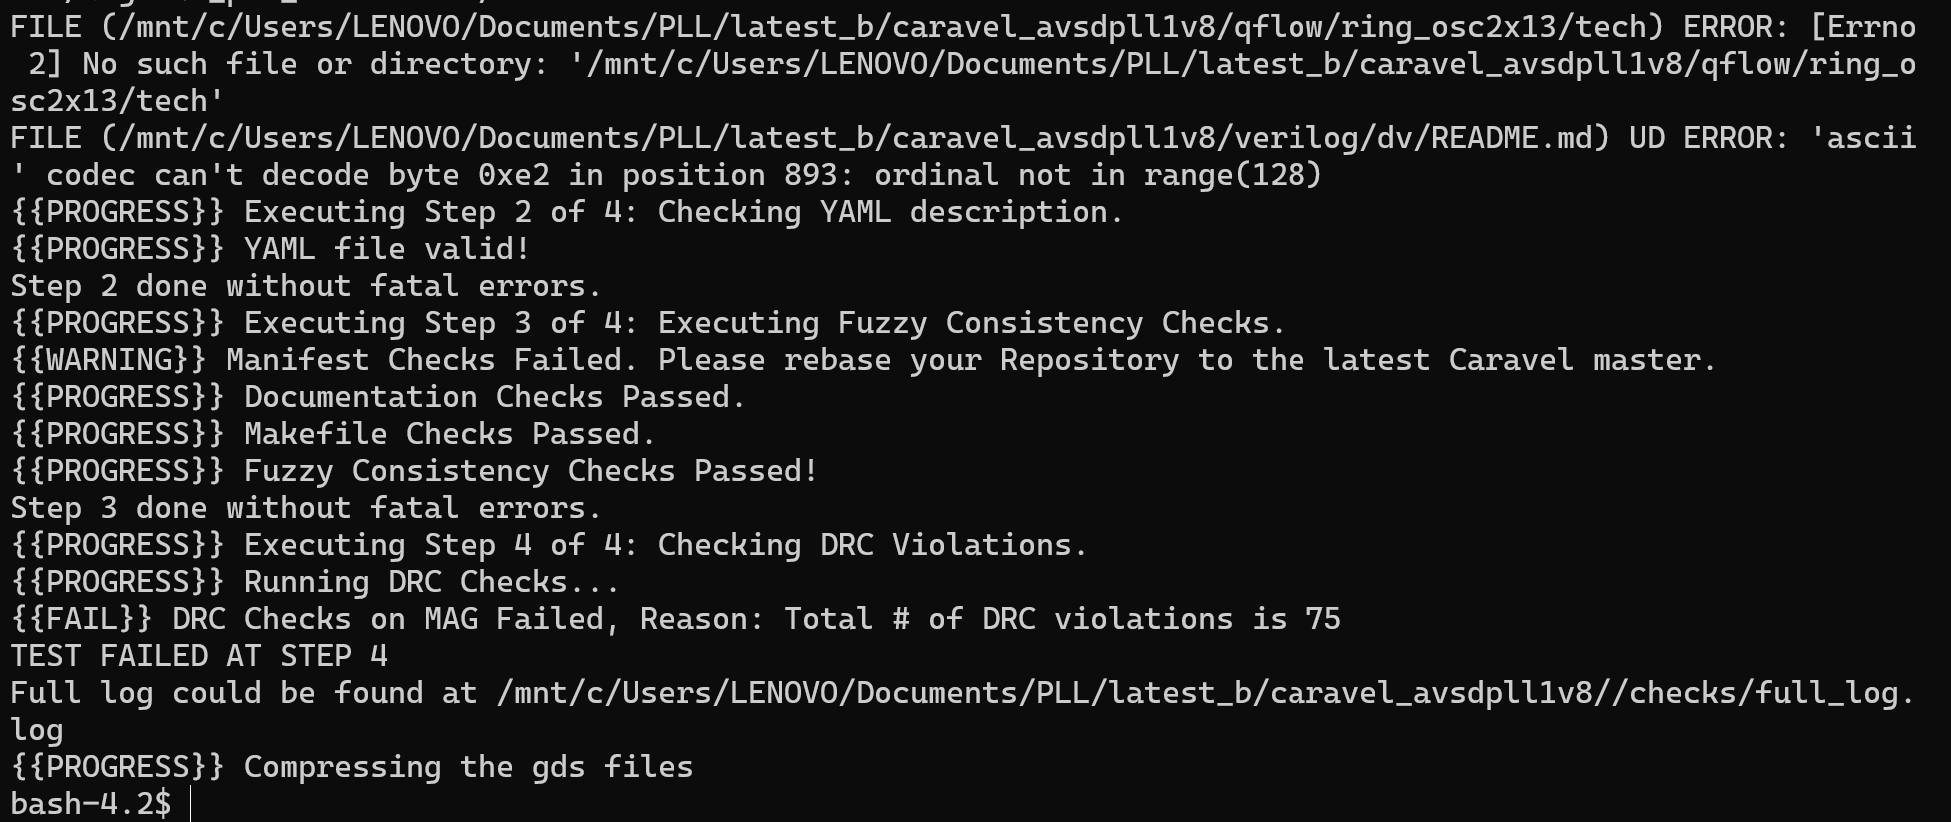 FILE (/mnt/c/Users/LENOVO/Documents/PLL/latest_b/caravel_avsdpll1v8/qflow/ring_osc2x13/tech) ERROR: [Errno
 2] No such file or directory: '/mnt/c/Users/LENOVO/Documents/PLL/latest_b/caravel_avsdpll1v8/qflow/ring_o
sc2x13/tech'
FILE (/mnt/c/Users/LENOVO/Documents/PLL/latest_b/caravel_avsdpll1v8/verilog/dv/README.md) UD ERROR: 'ascii
' codec can't decode byte 0xe2 in position 893: ordinal not in range(128)
{{PROGRESS}} Executing Step 2 of 4: Checking YAML description.
{{PROGRESS}} YAML file valid!
Step 2 done without fatal errors.
{{PROGRESS}} Executing Step 3 of 4: Executing Fuzzy Consistency Checks.
{{WARNING}} Manifest Checks Failed. Please rebase your Repository to the latest Caravel master.
{{PROGRESS}} Documentation Checks Passed.
{{PROGRESS}} Makefile Checks Passed.
{{PROGRESS}} Fuzzy Consistency Checks Passed!
Step 3 done without fatal errors.
{{PROGRESS}} Executing Step 4 of 4: Checking DRC Violations.
{{PROGRESS}} Running DRC Checks...
{{FAIL}} DRC Checks on MAG Failed, Reason: Total # of DRC violations is 75
TEST FAILED AT STEP 4
Full log could be found at /mnt/c/Users/LENOVO/Documents/PLL/latest_b/caravel_avsdpll1v8//checks/full_log.
log
{{PROGRESS}} Compressing the gds files
bash-4.2$